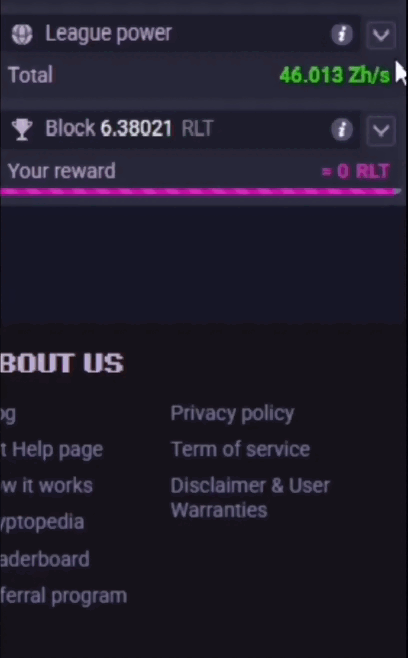 League power
Total 46.013 Zh/s
Block 6.38021 RLT
Your reward ≈ 0 RLT
BOUT US
og
Privacy policy
t Help page
Term of service
w it works
Disclaimer & User
Warranties
yptopedia
aderboard
ferral program